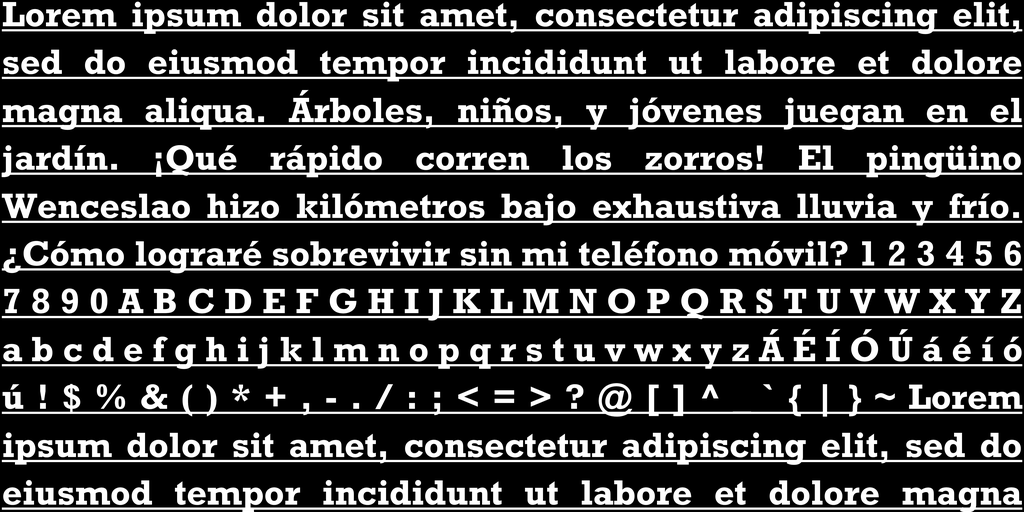 Lorem ipsum dolor sit amet, consectetur adipiscing elit,
sed do eiusmod tempor incididunt ut labore et dolore
magna aliqua. Árboles, niños, y jóvenes juegan en el
jardín. ¡Qué rápido corren los zorros! El pingüino
Wenceslao hizo kilómetros bajo exhaustiva lluvia y frío.
¿Cómo lograré sobrevivir sin mi teléfono móvil? 1 2 3 4 5 6
7 8 9 0 A B C D E F G H I J K L M N O P Q R S T U V W X Y Z
a b c d e f g h i j k l m n o p q r s t u v w x y z Á É Í Ó Ú á é í ó
ú ! $ % & ( ) * + , - . / : ; < = > ? @ [ ] ^ _ ` { | } ~ Lorem
ipsum dolor sit amet, consectetur adipiscing elit, sed do
eiusmod tempor incididunt ut labore et dolore magna